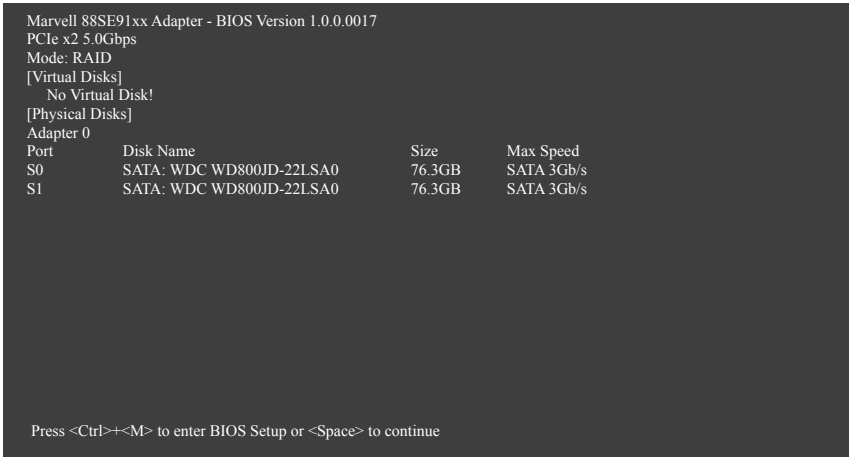 Marvell 88SE91xx Adapter - BIOS Version 1.0.0.0017
PCIe x2 5.0Gbps
Mode: RAID
[Virtual Disks]
No Virtual Disk!
[Physical Disks]
Adapter 0
Port Disk Name Size Max Speed
S0 SATA: WDC WD800JD-22LSA0 76.3GB SATA 3Gb/s
S1 SATA: WDC WD800JD-22LSA0 76.3GB SATA 3Gb/s
Press <Ctrl>+<M> to enter BIOS Setup or <Space> to continue